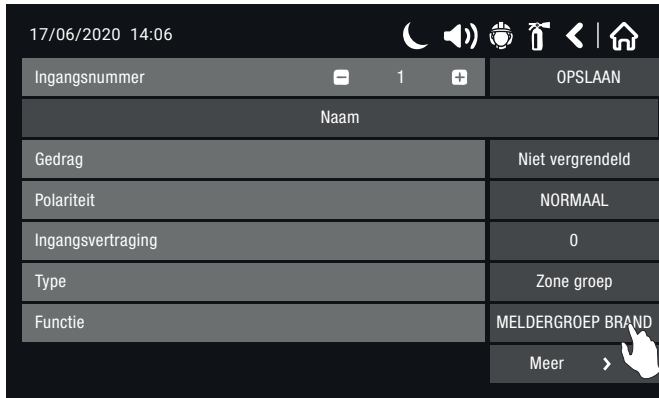 17/06/2020 14:06
Ingangsnummer 1 OPSLAAN
Naam
Gedrag Niet vergrendeld
Polariteit NORMAAL
Ingangsvertraging 0
Type Zone groep
Functie MELDERGROEP BRAND
Meer